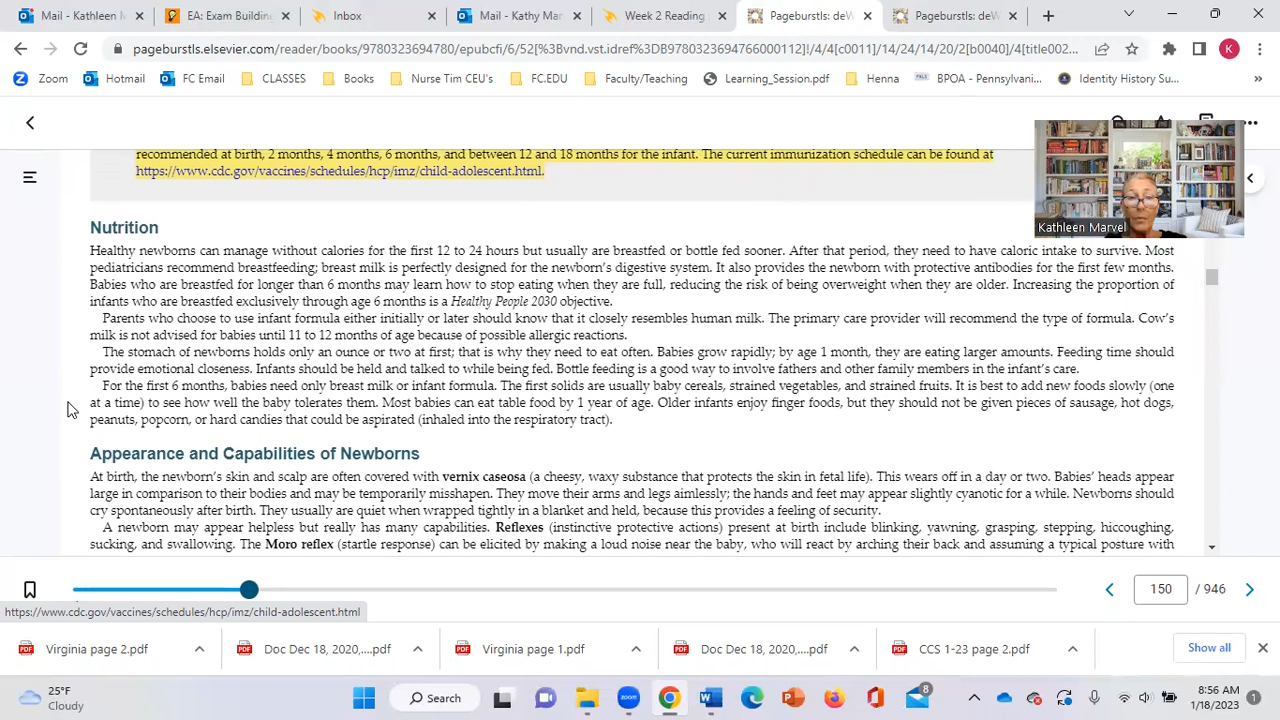 Mail - Kathleen N
EA: Exam Building
Inbox
Mail - Kathy Mar
Week 2 Reading
Pageburstls: deW
Pageburstls: deW
pageburstls.elsevier.com/reader/books/9780323694780/epubcfi/6/52[%3Bvnd.vst.idref%3DB9780323694776000112]!/4/4[c0011]/14/24/14/20/2[b0040]/4[title002...
Zoom
Hotmail
FC Email
CLASSES
Books
Nurse Tim CEU's
FC.EDU
Faculty/Teaching
Learning_Session.pdf
Henna
BPOA - Pennsylvani...
Identity History Su...
recommended at birth, 2 months, 4 months, 6 months, and between 12 and 18 months for the infant. The current immunization schedule can be found at
https://www.cdc.gov/vaccines/schedules/hcp/imz/child-adolescent.html.
Kathleen Marvel
Nutrition
Healthy newborns can manage without calories for the first 12 to 24 hours but usually are breastfed or bottle fed sooner. After that period, they need to have caloric intake to survive. Most
pediatricians recommend breastfeeding; breast milk is perfectly designed for the newborn's digestive system. It also provides the newborn with protective antibodies for the first few months.
Babies who are breastfed for longer than 6 months may learn how to stop eating when they are full, reducing the risk of being overweight when they are older. Increasing the proportion of
infants who are breastfed exclusively through age 6 months is a Healthy People 2030 objective.
Parents who choose to use infant formula either initially or later should know that it closely resembles human milk. The primary care provider will recommend the type of formula. Cow's
milk is not advised for babies until 11 to 12 months of age because of possible allergic reactions.
The stomach of newborns holds only an ounce or two at first; that is why they need to eat often. Babies grow rapidly; by age 1 month, they are eating larger amounts. Feeding time should
provide emotional closeness. Infants should be held and talked to while being fed. Bottle feeding is a good way to involve fathers and other family members in the infant's care.
For the first 6 months, babies need only breast milk or infant formula. The first solids are usually baby cereals, strained vegetables, and strained fruits. It is best to add new foods slowly (one
at a time) to see how well the baby tolerates them. Most babies can eat table food by 1 year of age. Older infants enjoy finger foods, but they should not be given pieces of sausage, hot dogs,
peanuts, popcorn, or hard candies that could be aspirated (inhaled into the respiratory tract).
Appearance and Capabilities of Newborns
At birth, the newborn's skin and scalp are often covered with vernix caseosa (a cheesy, waxy substance that protects the skin in fetal life). This wears off in a day or two. Babies' heads appear
large in comparison to their bodies and may be temporarily misshapen. They move their arms and legs aimlessly; the hands and feet may appear slightly cyanotic for a while. Newborns should
cry spontaneously after birth. They usually are quiet when wrapped tightly in a blanket and held, because this provides a feeling of security.
A newborn may appear helpless but really has many capabilities. Reflexes (instinctive protective actions) present at birth include blinking, yawning, grasping, stepping, hiccoughing,
sucking, and swallowing. The Moro reflex (startle response) can be elicited by making a loud noise near the baby, who will react by arching their back and assuming a typical posture with
150 / 946
https://www.cdc.gov/vaccines/schedules/hcp/imz/child-adolescent.html
Virginia page 2.pdf
Doc Dec 18, 2020,....pdf
Virginia page 1.pdf
Doc Dec 18, 2020,....pdf
CCS 1-23 page 2.pdf
Show all
25°F
Cloudy
Search
zoom
8
8:56 AM
1/18/2023
1